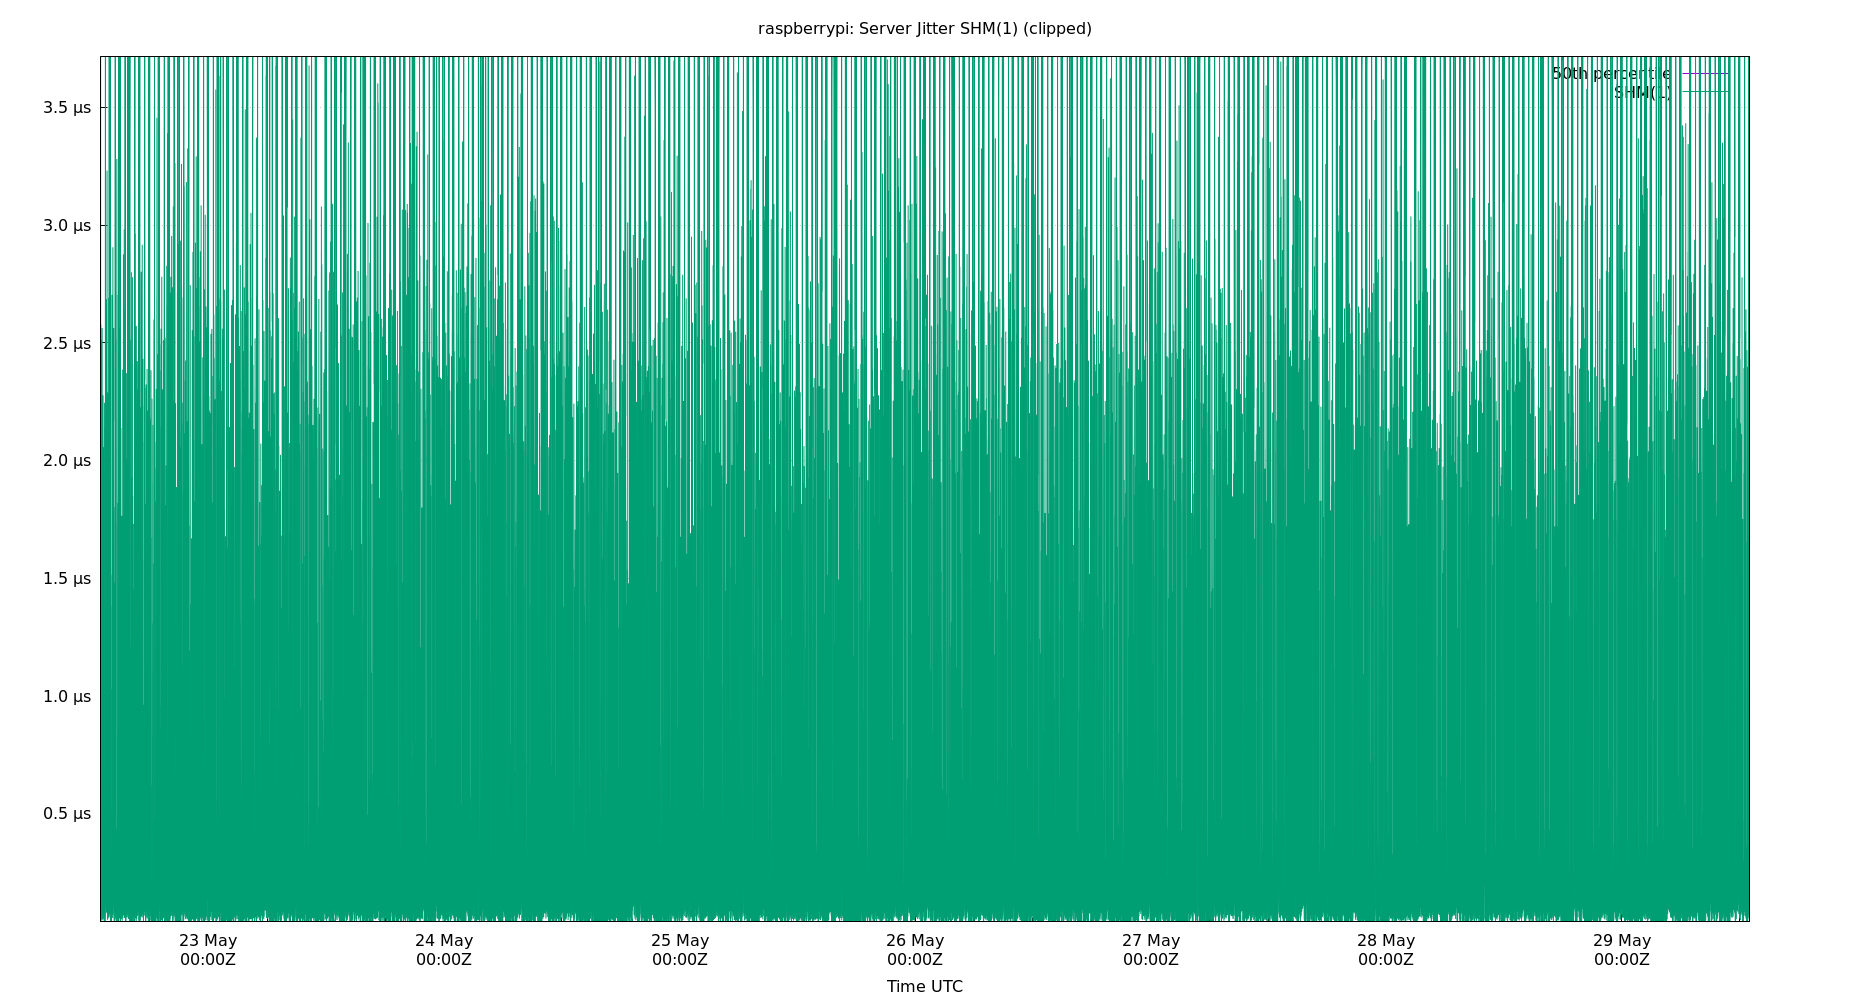 raspberrypi: Server Jitter SHM(1) (clipped)
50th percentile
SHM(1)
3.5 µs
3.0 µs
2.5 µs
2.0 µs
1.5 µs
1.0 µs
0.5 µs
23 May 24 May 25 May 26 May 27 May 28 May 29 May
00:00Z 00:00Z 00:00Z 00:00Z 00:00Z 00:00Z 00:00Z
Time UTC